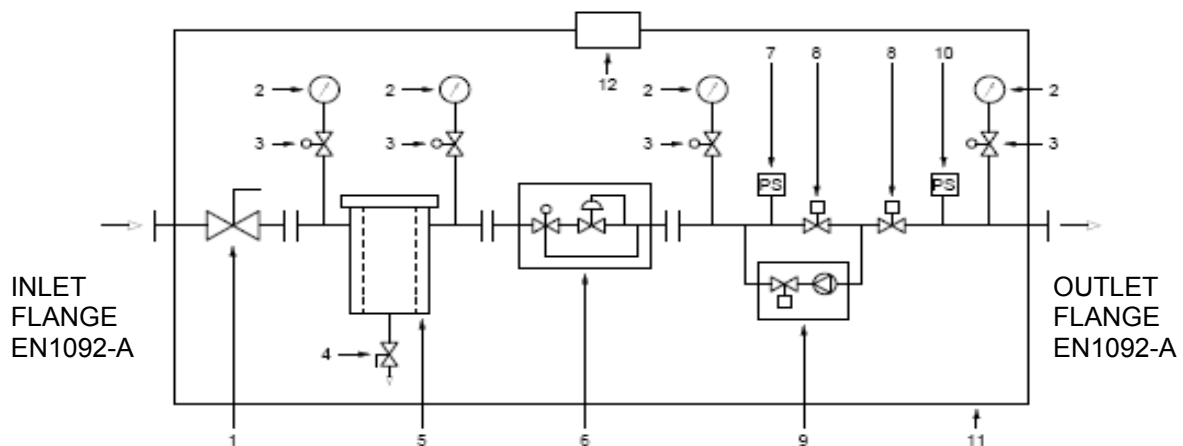 12
7 8 8 10
2 2 2 2
3 3 3 3
PS PS
INLET
FLANGE
EN1092-A
OUTLET
FLANGE
EN1092-A
4
1 5 6 9 11